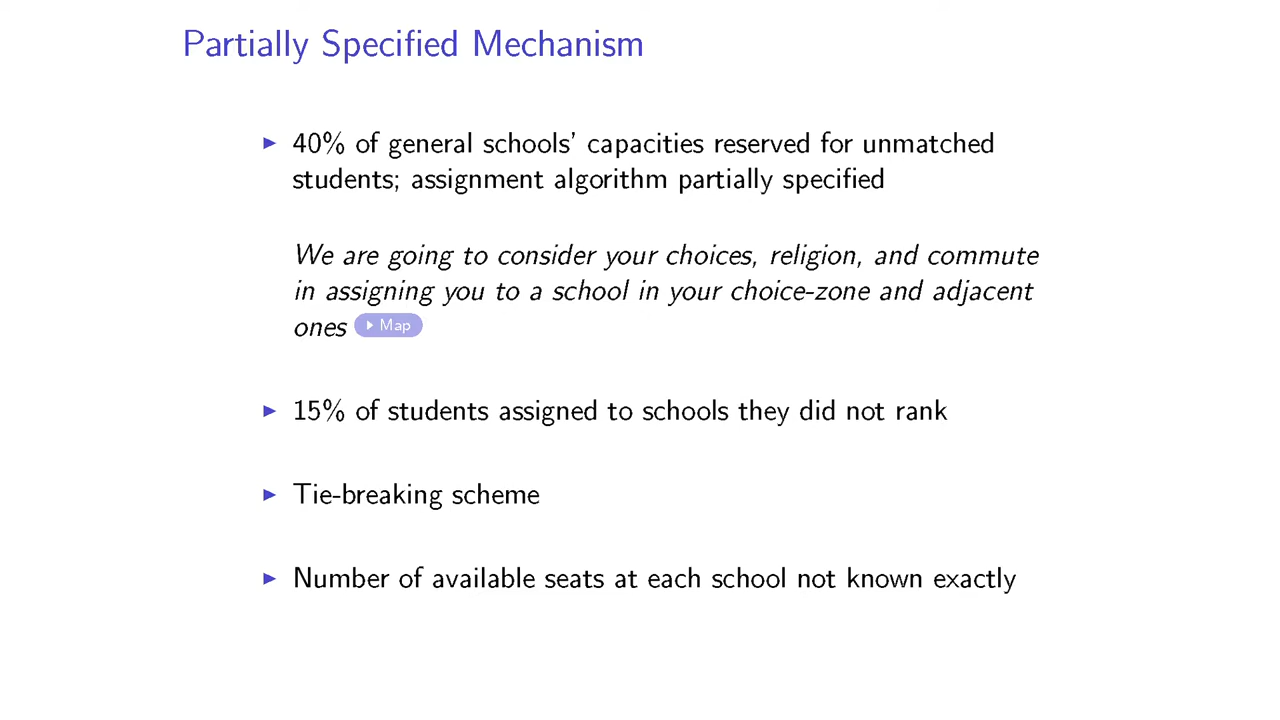 Partially Specified Mechanism
▶ 40% of general schools' capacities reserved for unmatched
students; assignment algorithm partially specified
We are going to consider your choices, religion, and commute
in assigning you to a school in your choice-zone and adjacent
ones ▶ Map
▶ 15% of students assigned to schools they did not rank
▶ Tie-breaking scheme
▶ Number of available seats at each school not known exactly